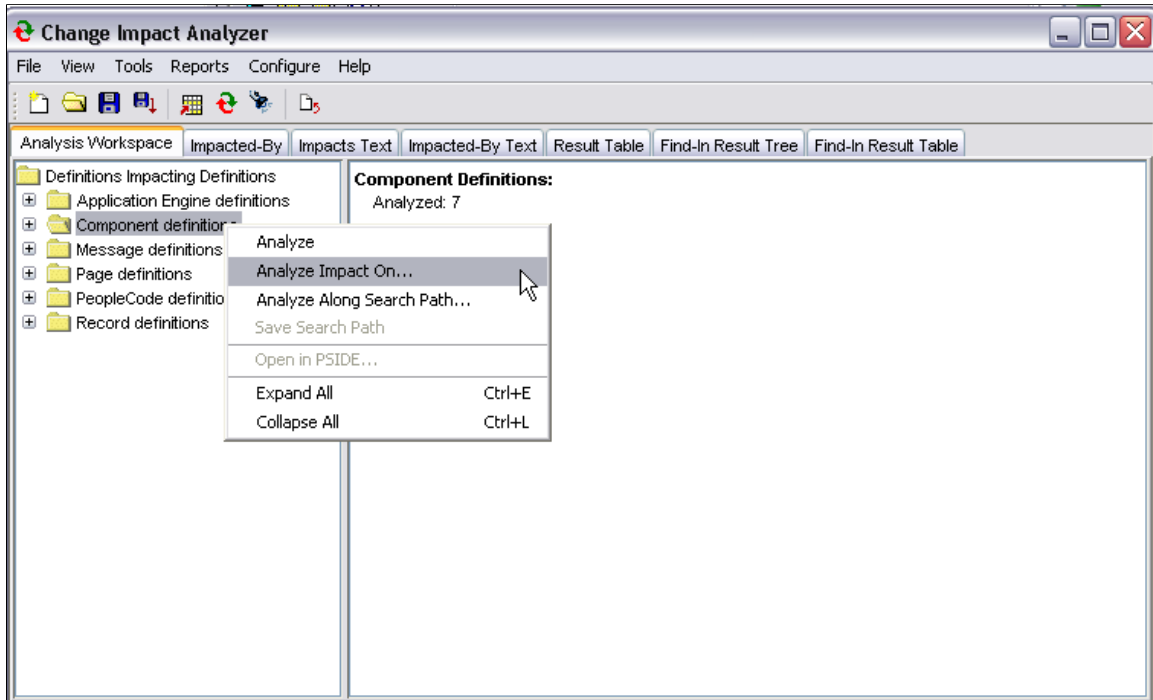 Change Impact Analyzer
File View Tools Reports Configure Help
Analysis Workspace Impacted-By Impacts Text Impacted-By Text Result Table Find-In Result Tree Find-In Result Table
Definitions Impacting Definitions
Application Engine definitions
Component definitions
Message definitions
Page definitions
PeopleCode definitio
Record definitions
Analyze
Analyze Impact On...
Analyze Along Search Path...
Save Search Path
Open in PSIDE...
Expand All Ctrl+E
Collapse All Ctrl+L
Component Definitions:
Analyzed: 7